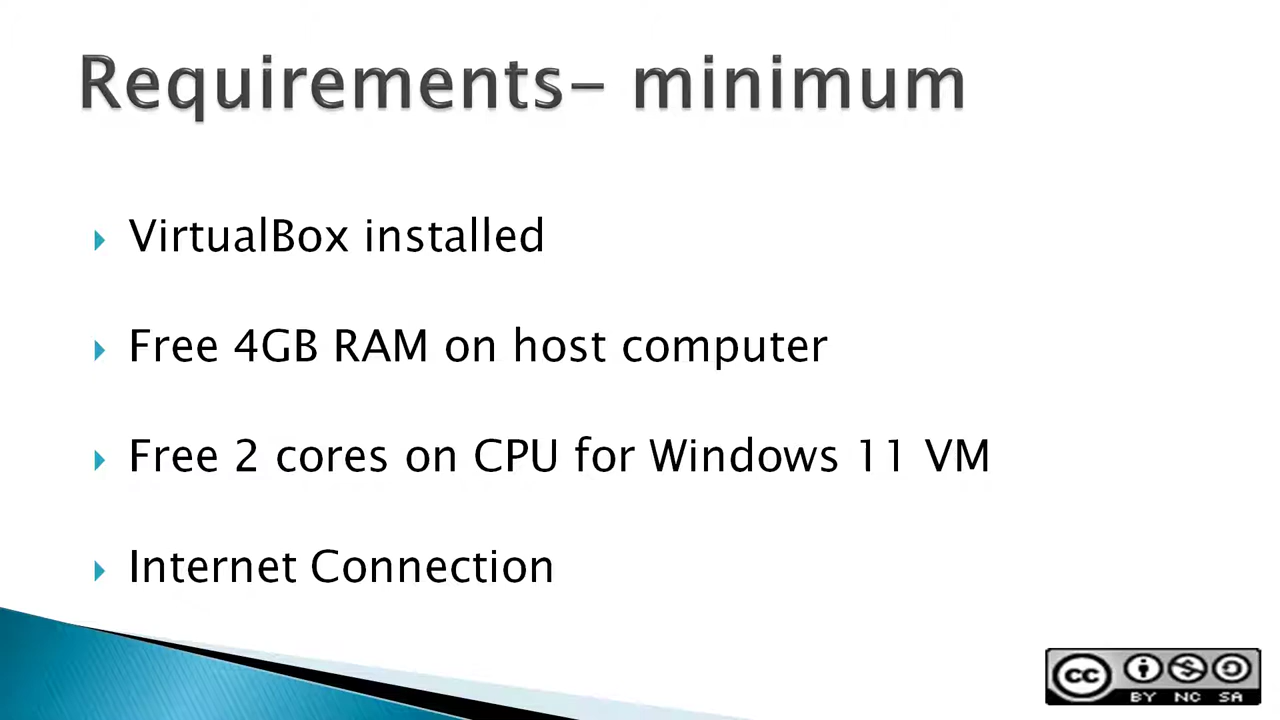 Requirements- minimum
VirtualBox installed
Free 4GB RAM on host computer
Free 2 cores on CPU for Windows 11 VM
Internet Connection
cc
BY NC SA